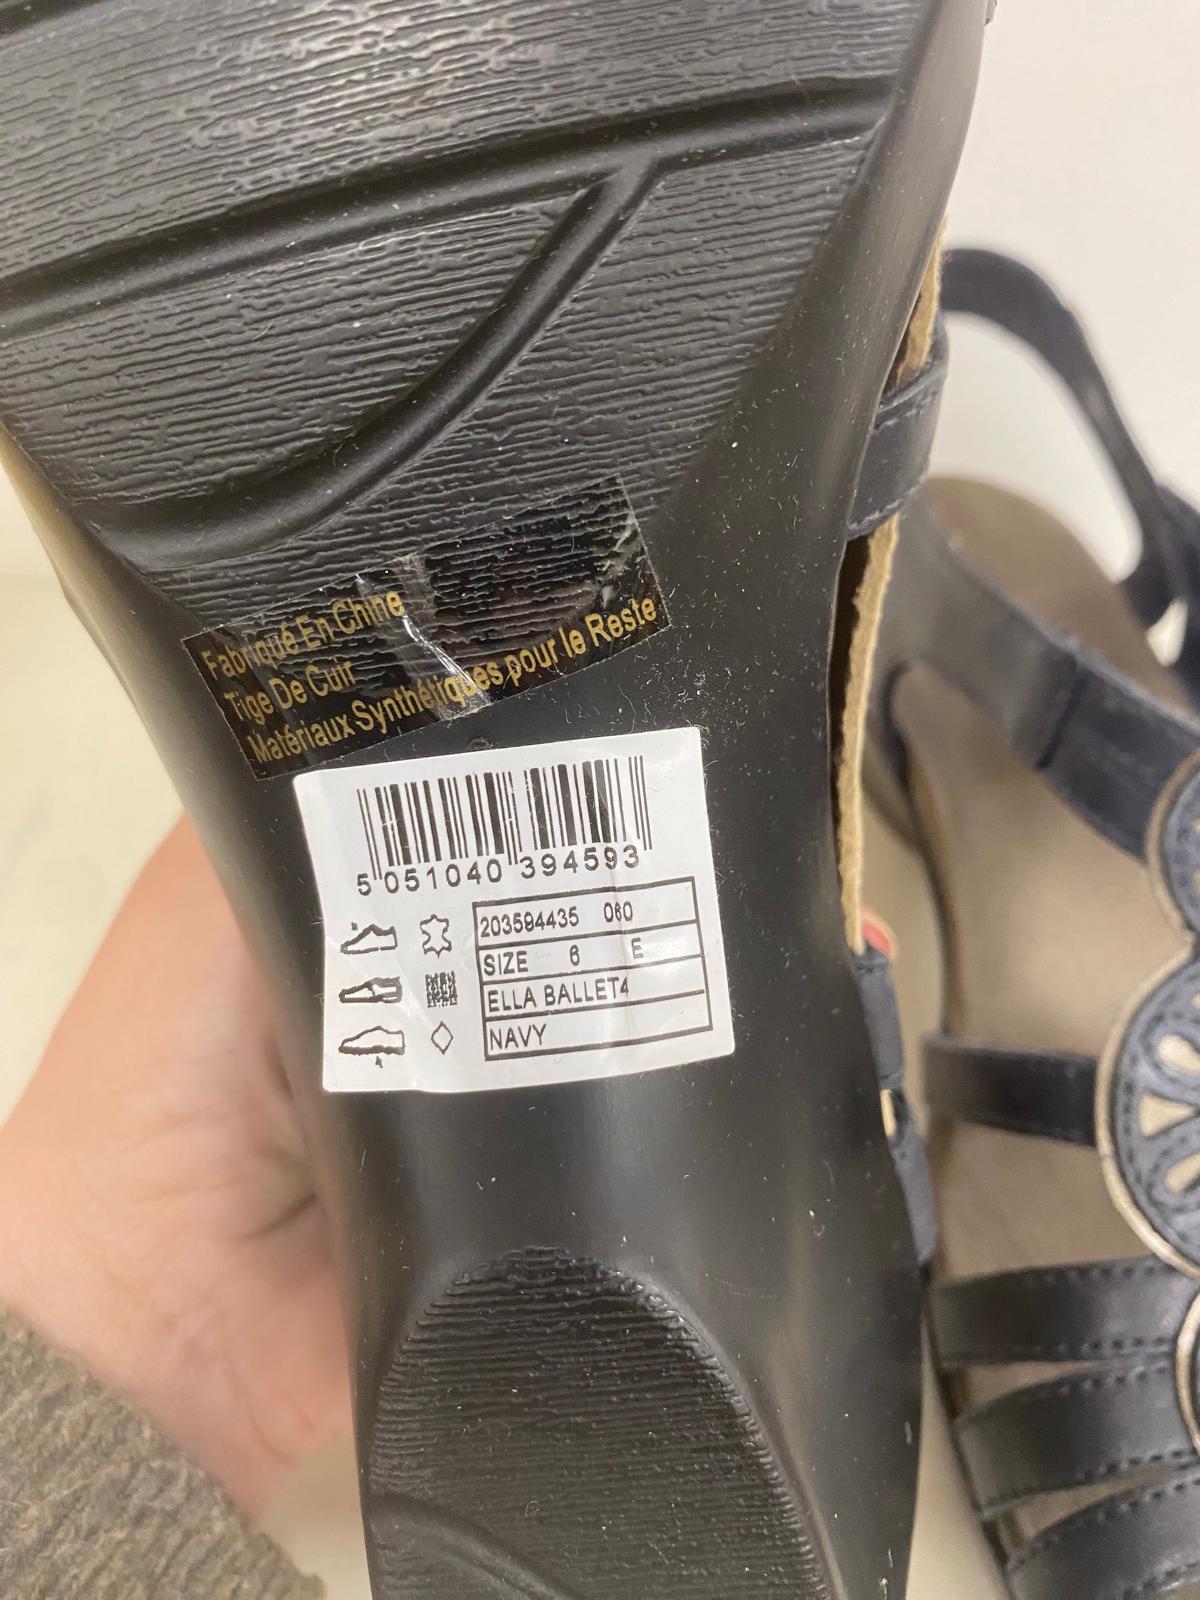 Fabriqué En Chine
Tige De Cuir
Matériaux Synthétiques pour le Reste
5 051040 394593
203594435 060
SIZE 6 E
ELLA BALLET4
NAVY